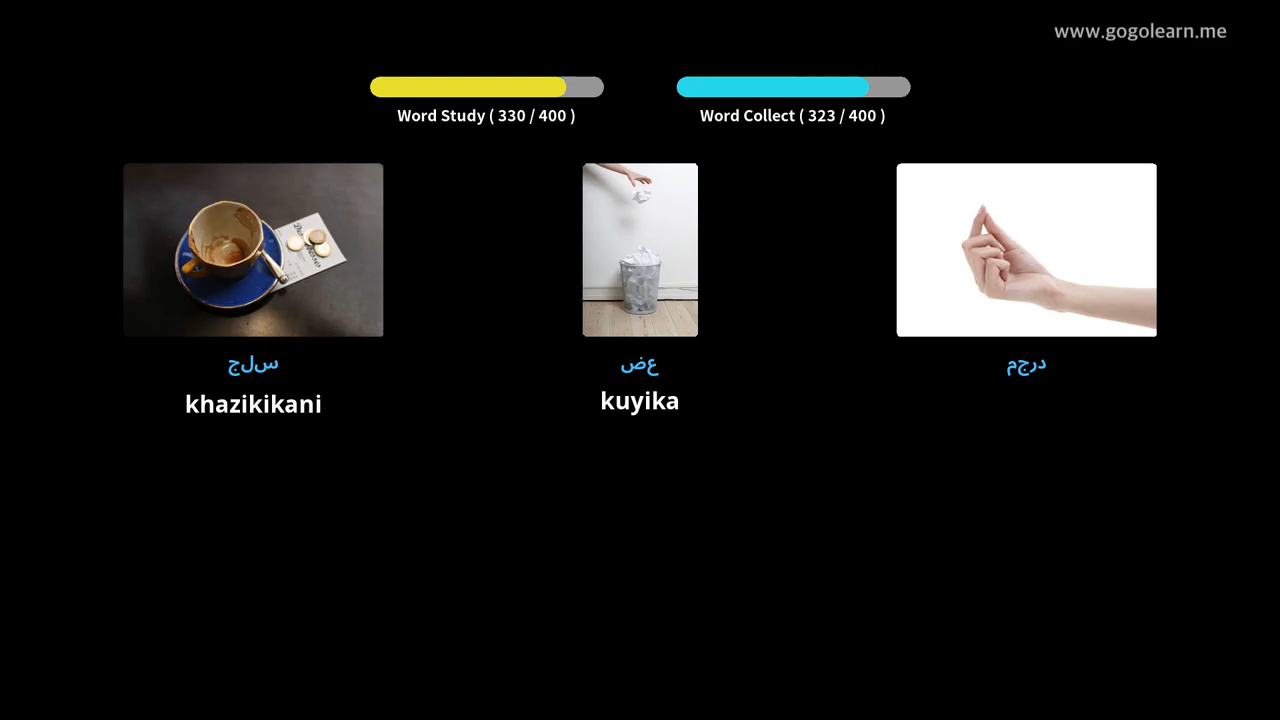 www.gogolearn.me
Word Study ( 330 / 400 )
Word Collect ( 323 / 400 )
سلج
khazikikani
عض
kuyika
درجم